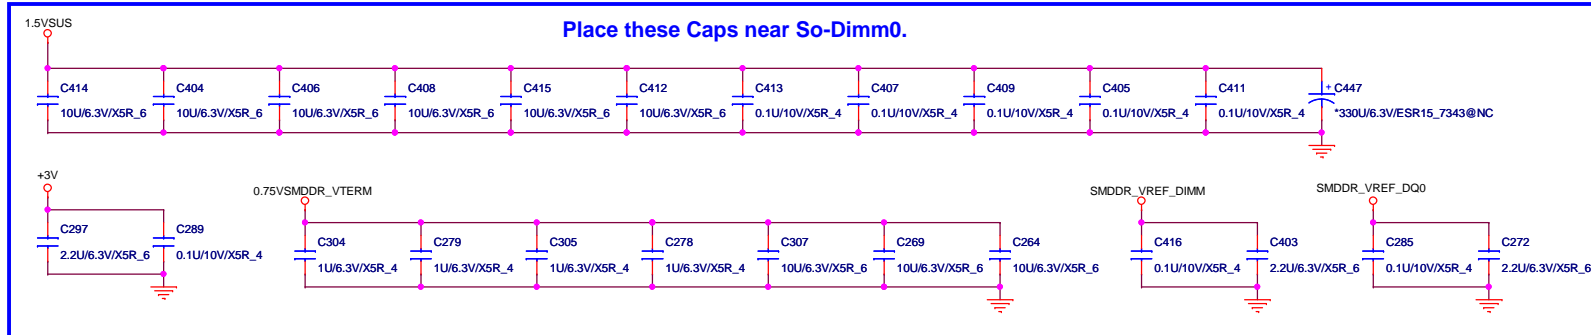 Place these Caps near So-Dimm0.
1.5VSUS
C414 C404 C406 C408 C415 C412 C413 C407 C409 C405 C411 + C447
10U/6.3V/X5R_6 10U/6.3V/X5R_6 10U/6.3V/X5R_6 10U/6.3V/X5R_6 10U/6.3V/X5R_6 10U/6.3V/X5R_6 0.1U/10V/X5R_4 0.1U/10V/X5R_4 0.1U/10V/X5R_4 0.1U/10V/X5R_4 0.1U/10V/X5R_4 *330U/6.3V/ESR15_7343@NC
+3V 0.75VSMDDR_VTERM SMDDR_VREF_DIMM SMDDR_VREF_DQ0
C297 C289 C304 C279 C305 C278 C307 C269 C264 C416 C403 C285 C272
2.2U/6.3V/X5R_6 0.1U/10V/X5R_4 1U/6.3V/X5R_4 1U/6.3V/X5R_4 1U/6.3V/X5R_4 1U/6.3V/X5R_4 10U/6.3V/X5R_6 10U/6.3V/X5R_6 10U/6.3V/X5R_6 0.1U/10V/X5R_4 2.2U/6.3V/X5R_6 0.1U/10V/X5R_4 2.2U/6.3V/X5R_6